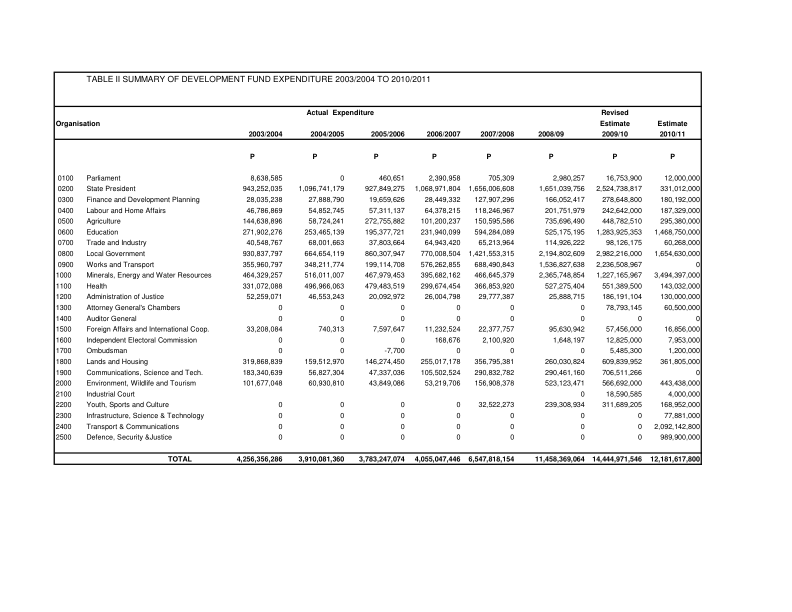 TABLE II SUMMARY OF DEVELOPMENT FUND EXPENDITURE 2003/2004 TO 2010/2011
Actual Expenditure Revised
Organisation Estimate Estimate
2003/2004 2004/2005 2005/2006 2006/2007 2007/2008 2008/09 2009/10 2010/11
P P P P P P P P
0100 Parliament 8,638,585 0 460,651 2,390,958 705,309 2,980,257 16,753,900 12,000,000
0200 State President 943,252,035 1,096,741,179 927,849,275 1,068,971,804 1,656,006,608 1,651,039,756 2,524,738,817 331,012,000
0300 Finance and Development Planning 28,035,238 27,888,790 19,659,626 28,449,332 127,907,296 166,052,417 278,648,800 180,192,000
0400 Labour and Home Affairs 46,786,869 54,852,745 57,311,137 64,378,215 118,246,967 201,751,979 242,642,000 187,329,000
0500 Agriculture 144,638,896 58,724,241 272,755,882 101,200,237 150,595,586 735,696,490 448,782,510 295,380,000
0600 Education 271,902,276 253,465,139 195,377,721 231,940,099 594,284,089 525,175,195 1,283,925,353 1,468,750,000
0700 Trade and Industry 40,548,767 68,001,663 37,803,664 64,943,420 65,213,964 114,926,222 98,126,175 60,268,000
0800 Local Government 930,837,797 664,654,119 860,307,947 770,008,504 1,421,553,315 2,194,802,609 2,982,216,000 1,654,630,000
0900 Works and Transport 355,960,797 348,211,774 199,114,708 576,262,855 688,490,843 1,536,827,638 2,236,508,967 0
1000 Minerals, Energy and Water Resources 464,329,257 516,011,007 467,979,453 395,682,162 466,645,379 2,365,748,854 1,227,165,967 3,494,397,000
1100 Health 331,072,088 496,966,063 479,483,519 299,674,454 366,853,920 527,275,404 551,389,500 143,032,000
1200 Administration of Justice 52,259,071 46,553,243 20,092,972 26,004,798 29,777,387 25,888,715 186,191,104 130,000,000
1300 Attorney General's Chambers 0 0 0 0 0 0 78,793,145 60,500,000
1400 Auditor General 0 0 0 0 0 0 0 0
1500 Foreign Affairs and International Coop. 33,208,084 740,313 7,597,647 11,232,524 22,377,757 95,630,942 57,456,000 16,856,000
1600 Independent Electoral Commission 0 0 0 168,676 2,100,920 1,648,197 12,825,000 7,953,000
1700 Ombudsman 0 0 -7,700 0 0 0 5,485,300 1,200,000
1800 Lands and Housing 319,868,839 159,512,970 146,274,450 255,017,178 356,795,381 260,030,824 609,839,952 361,805,000
1900 Communications, Science and Tech. 183,340,639 56,827,304 47,337,036 105,502,524 290,832,782 290,461,160 706,511,266 0
2000 Environment, Wildlife and Tourism 101,677,048 60,930,810 43,849,086 53,219,706 156,908,378 523,123,471 566,692,000 443,438,000
2100 Industrial Court 0 18,590,585 4,000,000
2200 Youth, Sports and Culture 0 0 0 0 32,522,273 239,308,934 311,689,205 168,952,000
2300 Infrastructure, Science & Technology 0 0 0 0 0 0 0 77,881,000
2400 Transport & Communications 0 0 0 0 0 0 0 2,092,142,800
2500 Defence, Security &Justice 0 0 0 0 0 0 0 989,900,000
TOTAL 4,256,356,286 3,910,081,360 3,783,247,074 4,055,047,446 6,547,818,154 11,458,369,064 14,444,971,546 12,181,617,800